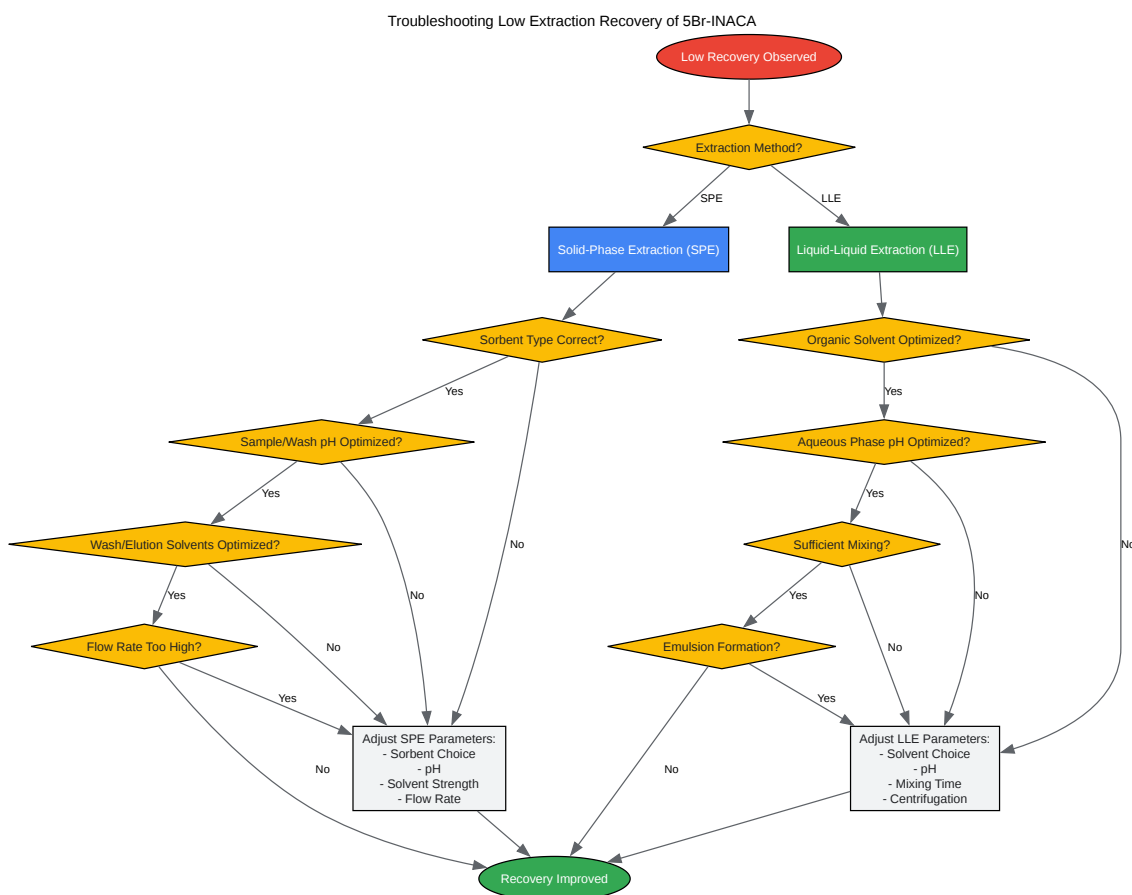 Troubleshooting Low Extraction Recovery of 5Br-INACA
Low Recovery Observed
Extraction Method?
SPE
LLE
Solid-Phase Extraction (SPE)
Liquid-Liquid Extraction (LLE)
Sorbent Type Correct?
Organic Solvent Optimized?
Yes
Yes
Sample/Wash pH Optimized?
Aqueous Phase pH Optimized?
Yes
Yes
Wash/Elution Solvents Optimized?
Sufficient Mixing?
No
No
Yes
No
Yes
No
Flow Rate Too High?
Emulsion Formation?
No
No
Yes
Yes
Adjust SPE Parameters:
- Sorbent Choice
- pH
- Solvent Strength
- Flow Rate
Adjust LLE Parameters:
- Solvent Choice
- pH
- Mixing Time
- Centrifugation
No
No
Recovery Improved